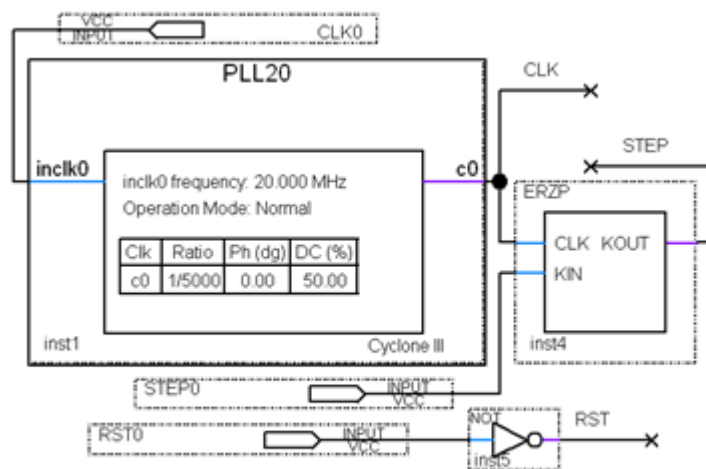 VCC
INPUT
CLK0
PLL20
CLK
STEP
inclk0
c0
ERZP
inclk0 frequency: 20.000 MHz
Operation Mode: Normal
Clk Ratio Ph (dg) DC (%)
c0 1/5000 0.00 50.00
CLK KOUT
KIN
inst1
Cyclone III
inst4
STEP0
INPUT
VCC
RST0
INPUT
VCC
NOT
RST
inst5